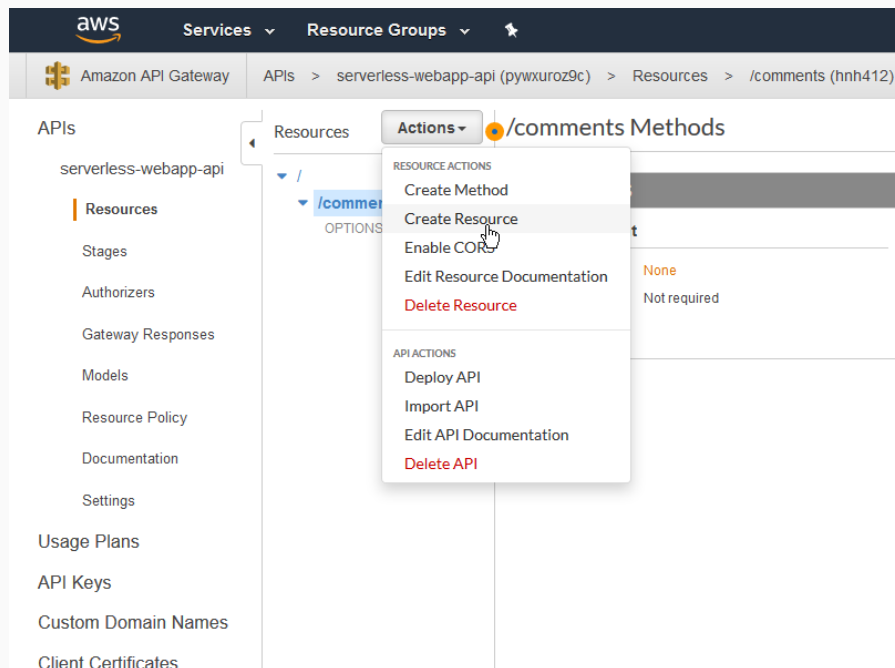 aws Services Resource Groups
Amazon API Gateway APIs > serverless-webapp-api (pywxuroz9c) > Resources > /comments (hnh412)
APIs
serverless-webapp-api
Resources
Stages
Authorizers
Gateway Responses
Models
Resource Policy
Documentation
Settings
Usage Plans
API Keys
Custom Domain Names
Client Certificates
Resources
Actions
/
OPTIONS
RESOURCE ACTIONS
Create Method
Create Resource
Enable CORS
Edit Resource Documentation
Delete Resource
API ACTIONS
Deploy API
Import API
Edit API Documentation
Delete API
/comments Methods
None
Not required